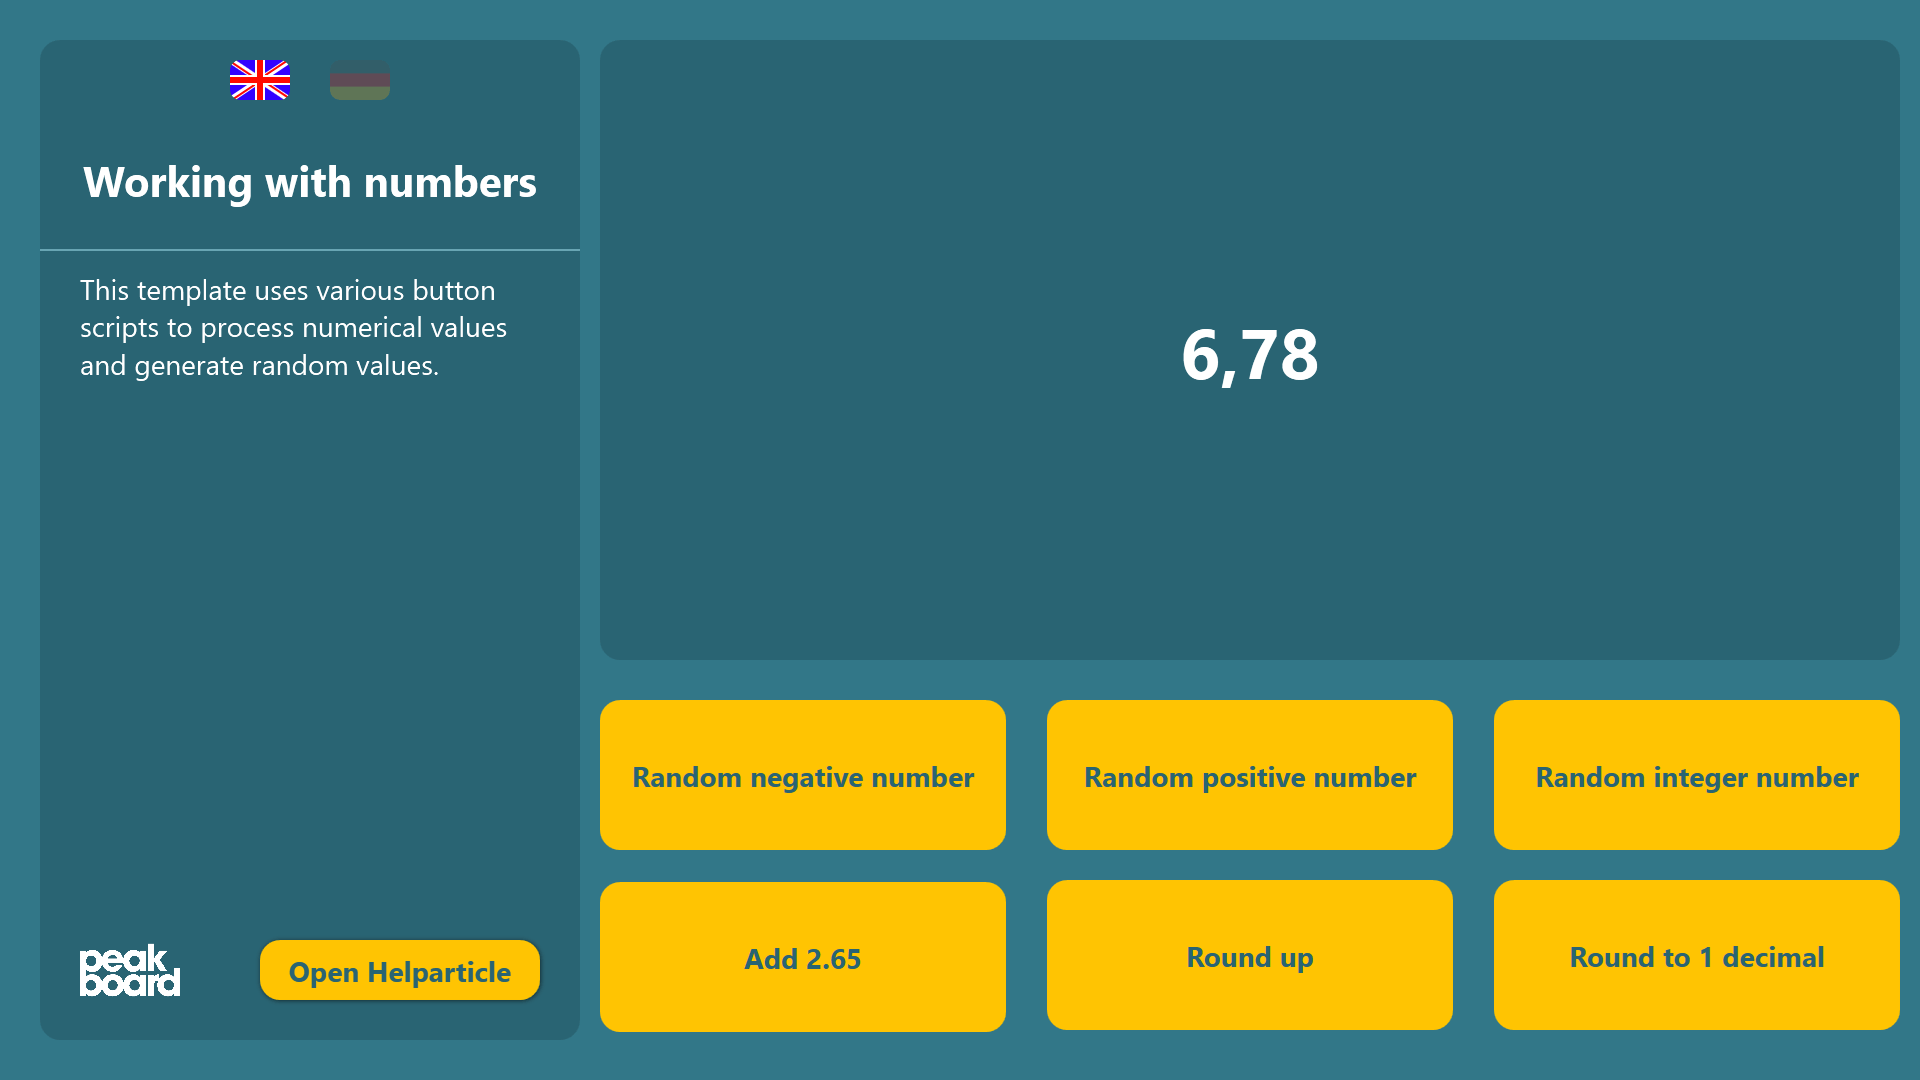 Working with numbers
This template uses various button
scripts to process numerical values
and generate random values.
peak
board
Open Helparticle
6,78
Random negative number
Random positive number
Random integer number
Add 2.65
Round up
Round to 1 decimal